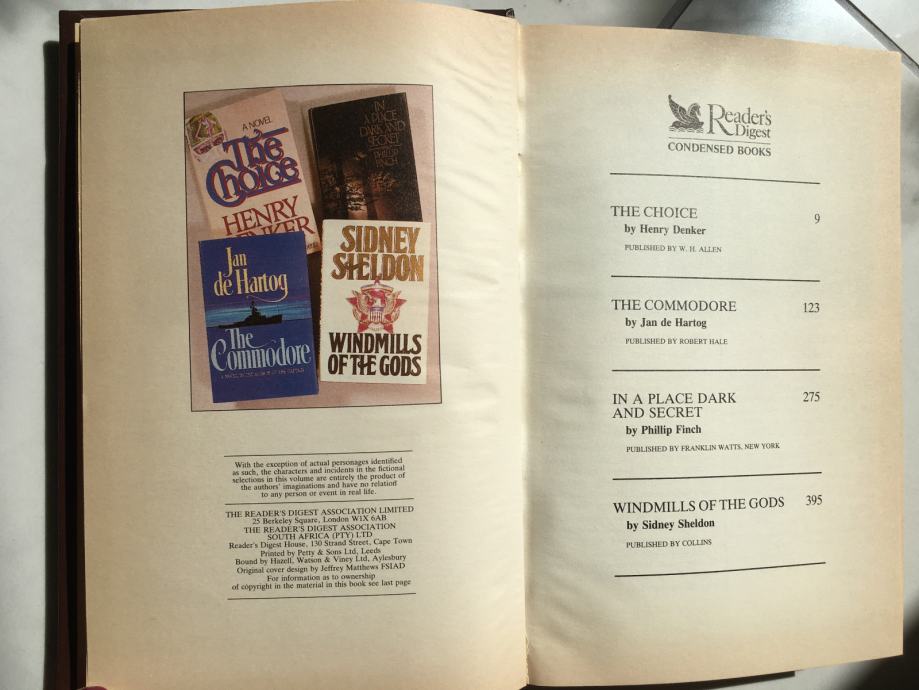 A NOVEL
The
Choice
HENRY
DENKER
IN
A PLACE
DARK AND
SECRET
PHILLIP
FINCH
Jan
de Hartog
The
Commodore
A NOVEL BY THE AUTHOR OF THE CAPTAIN
SIDNEY
SHELDON
WINDMILLS
OF THE GODS
With the exception of actual personages identified
as such, the characters and incidents in the fictional
selections in this volume are entirely the product of
the authors' imaginations and have no relation
to any person or event in real life.
THE READER'S DIGEST ASSOCIATION LIMITED
25 Berkeley Square, London W1X 6AB
THE READER'S DIGEST ASSOCIATION
SOUTH AFRICA (PTY) LTD
Reader's Digest House, 130 Strand Street, Cape Town
Printed by Petty & Sons Ltd, Leeds
Bound by Hazell, Watson & Viney Ltd, Aylesbury
Original cover design by Jeffrey Matthews FSIAD
For information as to ownership
of copyright in the material in this book see last page
Reader's
Digest
CONDENSED BOOKS
THE CHOICE 9
by Henry Denker
PUBLISHED BY W. H. ALLEN
THE COMMODORE 123
by Jan de Hartog
PUBLISHED BY ROBERT HALE
IN A PLACE DARK 275
AND SECRET
by Phillip Finch
PUBLISHED BY FRANKLIN WATTS, NEW YORK
WINDMILLS OF THE GODS 395
by Sidney Sheldon
PUBLISHED BY COLLINS